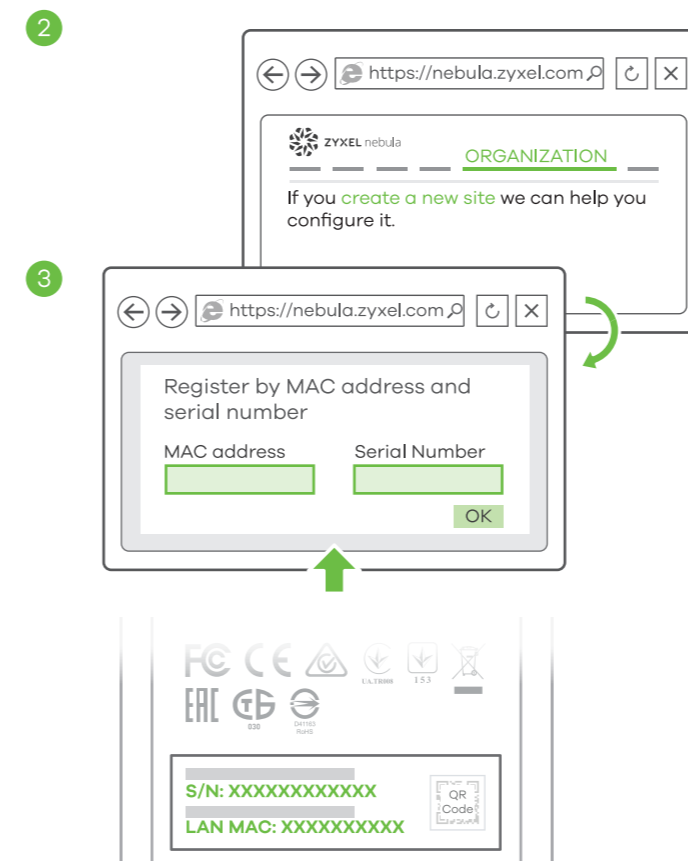 2
https://nebula.zyxel.com
ZYXEL nebula
ORGANIZATION
If you create a new site we can help you
configure it.
3
https://nebula.zyxel.com
Register by MAC address and
serial number
MAC address Serial Number
OK
FC CE
UA.TR008 153
EAC
030 D41163
RoHS
S/N: XXXXXXXXXXXX
QR
Code
LAN MAC: XXXXXXXXXX